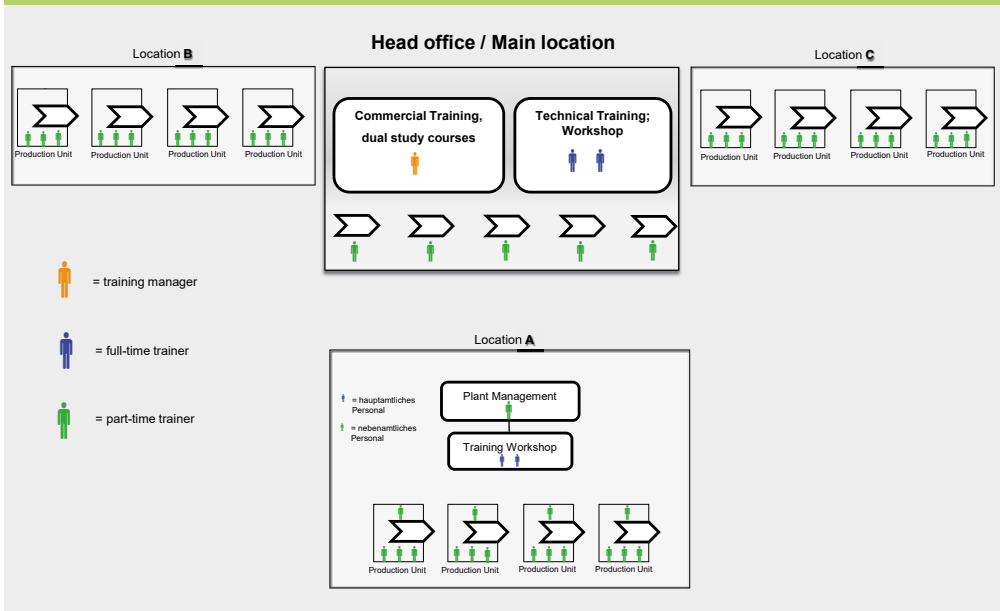 Head office / Main location
Location B
Production Unit
Production Unit
Production Unit
Production Unit
Commercial Training,
dual study courses
Technical Training;
Workshop
Location C
Production Unit
Production Unit
Production Unit
Production Unit
= training manager
= full-time trainer
= part-time trainer
Location A
= hauptamtliches
Personal
= nebenamtliches
Personal
Plant Management
Training Workshop
Production Unit
Production Unit
Production Unit
Production Unit